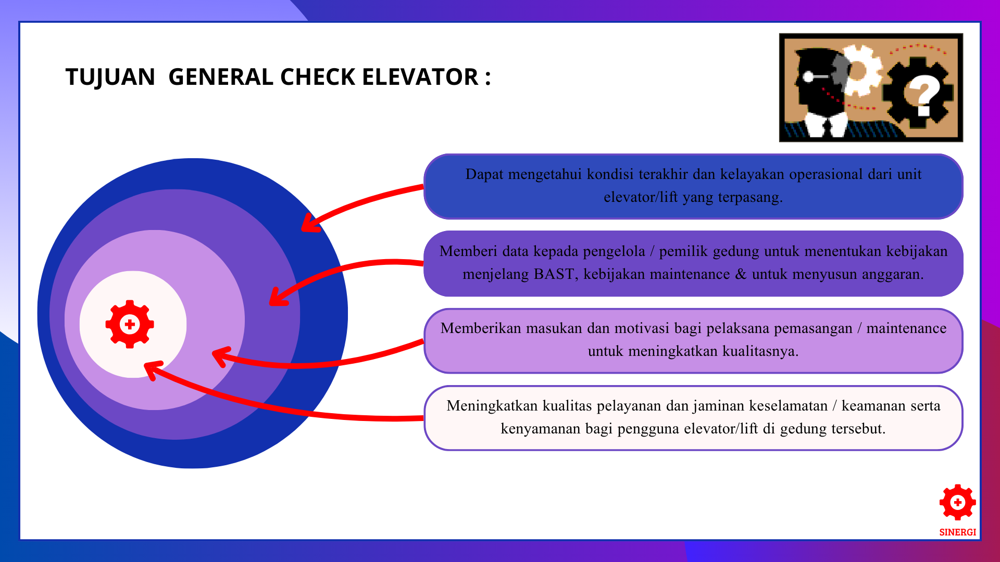 TUJUAN  GENERAL CHECK ELEVATOR :
?
Dapat mengetahui kondisi terakhir dan kelayakan operasional dari unit
elevator/lift yang terpasang.
Memberi data kepada pengelola / pemilik gedung untuk menentukan kebijakan
menjelang BAST, kebijakan maintenance & untuk menyusun anggaran.
Memberikan masukan dan motivasi bagi pelaksana pemasangan / maintenance
untuk meningkatkan kualitasnya.
Meningkatkan kualitas pelayanan dan jaminan keselamatan / keamanan serta
kenyamanan bagi pengguna elevator/lift di gedung tersebut.
SINERGI